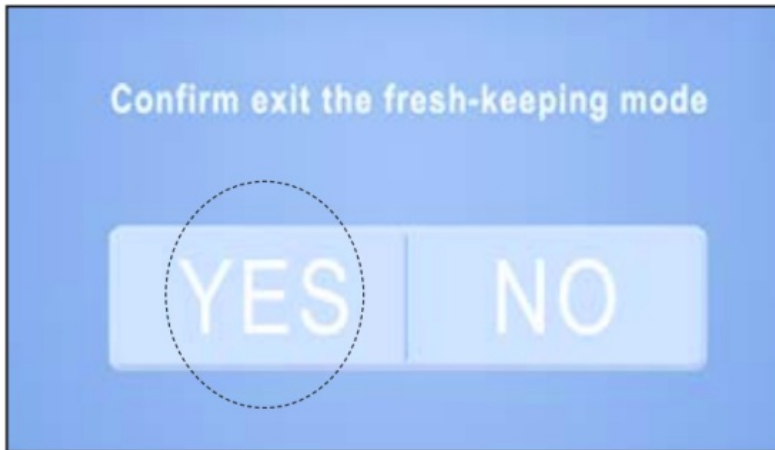 Confirm exit the fresh-keeping mode
YES NO